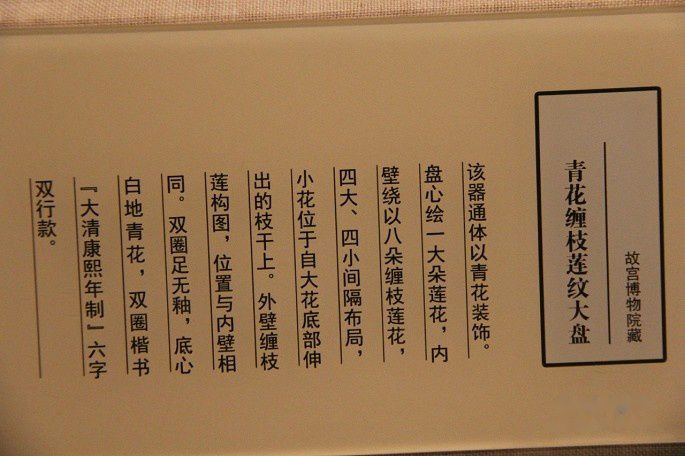 故宫博物院藏
青花缠枝莲纹大盘
该器通体以青花装饰。
盘心绘一大朵莲花，内
壁绕以八朵缠枝莲花，
四大、四小间隔布局，
小花位于自大花底部伸
出的枝干上。外壁缠枝
莲构图，位置与内壁相
同。双圈足无釉，底心
白地青花，双圈楷书
『大清康熙年制』六字
双行款。